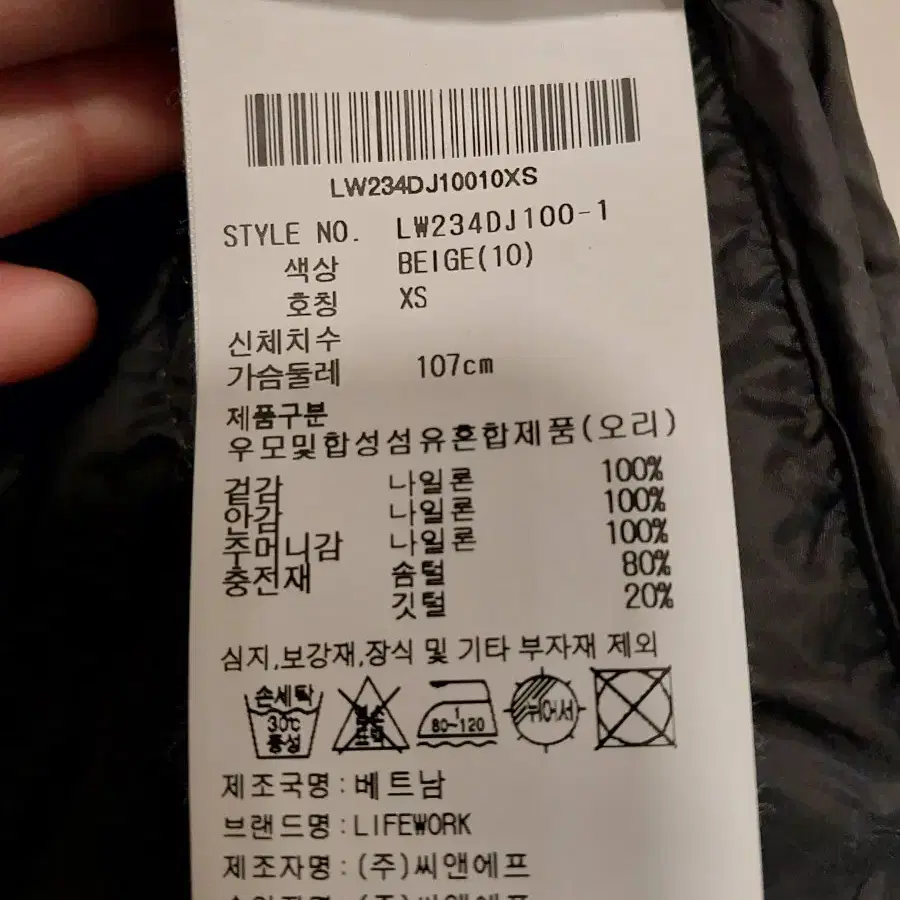 LW234DJ10010XS
STYLE NO. LW234DJ100-1
색상 BEIGE(10)
호칭 XS
신체치수
가슴둘레 107cm
제품구분
우모및합성섬유혼합제품(오리)
겉감 나일론 100%
안감 나일론 100%
주머니감 나일론 100%
충전재 솜털 80%
깃털 20%
심지,보강재,장식 및 기타 부자재 제외
손세탁 30℃ 중성
1 80~120
뉘어서
제조국명:베트남
브랜드명:LIFEWORK
제조자명:(주)씨앤에프